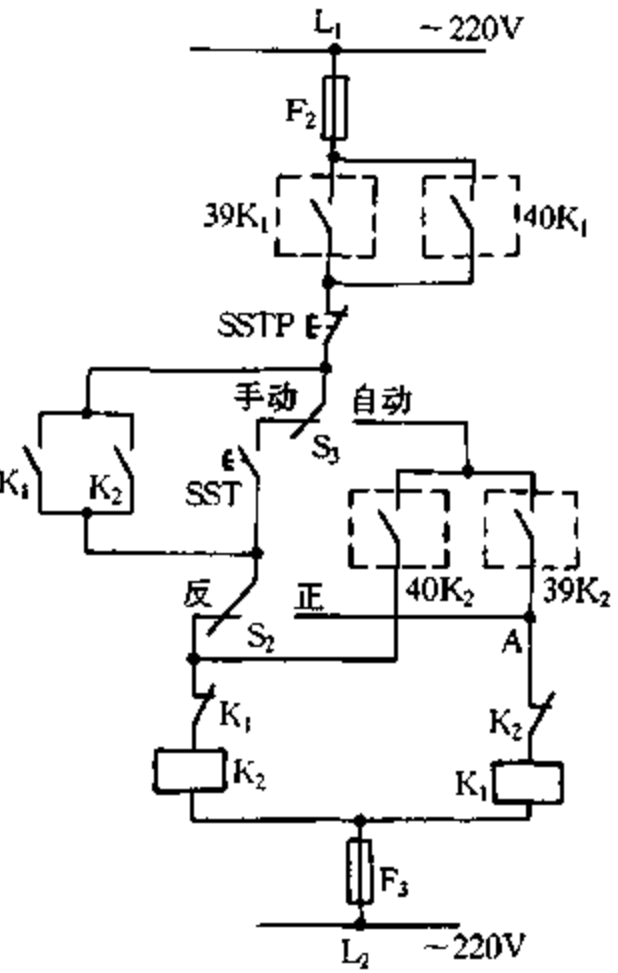 L₁ ~220V
F₂
39K₁ 40K₁
SSTP
手动 自动
S₃
K₁ K₂ SST
反 正 40K₂ 39K₂
S₂ A
K₁ K₂
K₂ K₁
F₃
L₂ ~220V